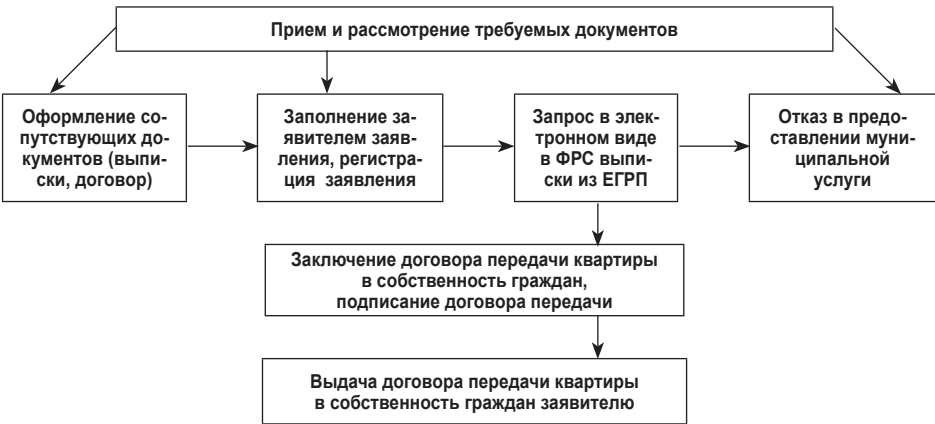 Прием и рассмотрение требуемых документов
Оформление со-
путствующих до-
кументов (выпи-
ски, договор)
Заполнение за-
явителем заяв-
ления, регистра-
ция заявления
Запрос в элек-
тронном виде
в ФРС выпи-
ски из ЕГРП
Отказ в предо-
ставлении муни-
ципальной
услуги
Заключение договора передачи квартиры
в собственность граждан,
подписание договора передачи
Выдача договора передачи квартиры
в собственность граждан заявителю